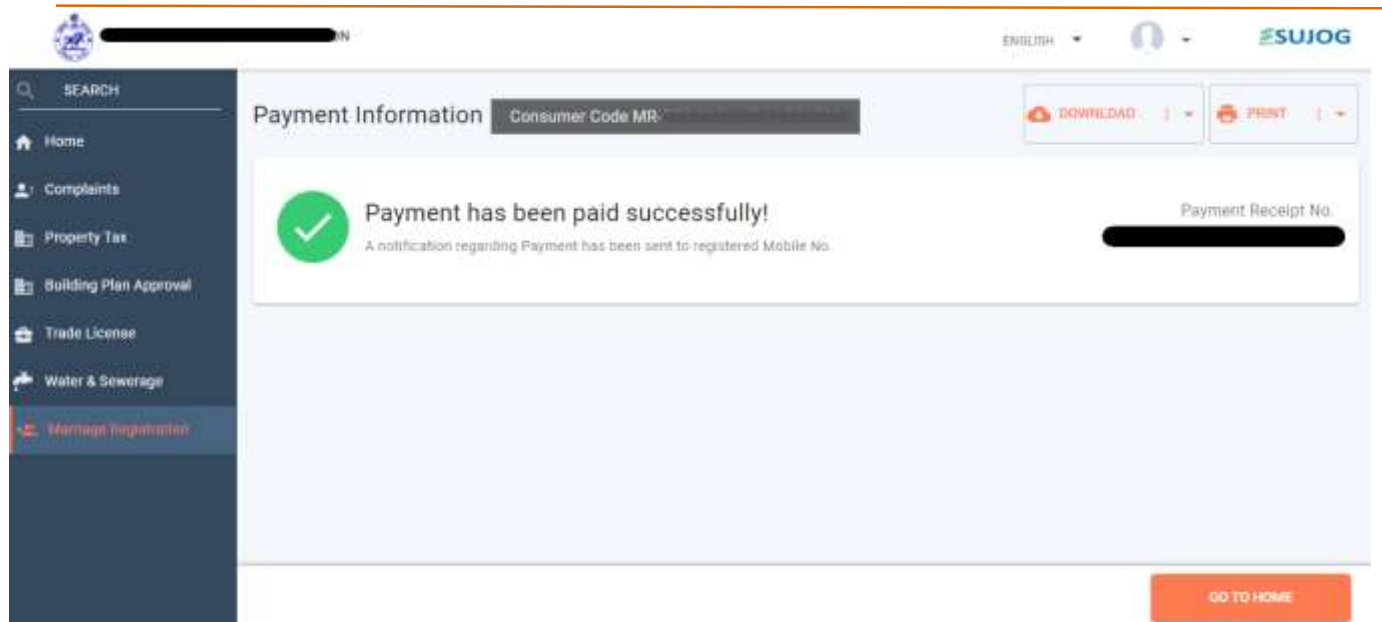 ENGLISH
SUJOG
SEARCH
Payment Information
Consumer Code MR-
DOWNLOAD
PRINT
Home
Complaints
Payment has been paid successfully!
Payment Receipt No.
A notification regarding Payment has been sent to registered Mobile No.
Property Tax
Building Plan Approval
Trade License
Water & Sewerage
Marriage Registration
GO TO HOME